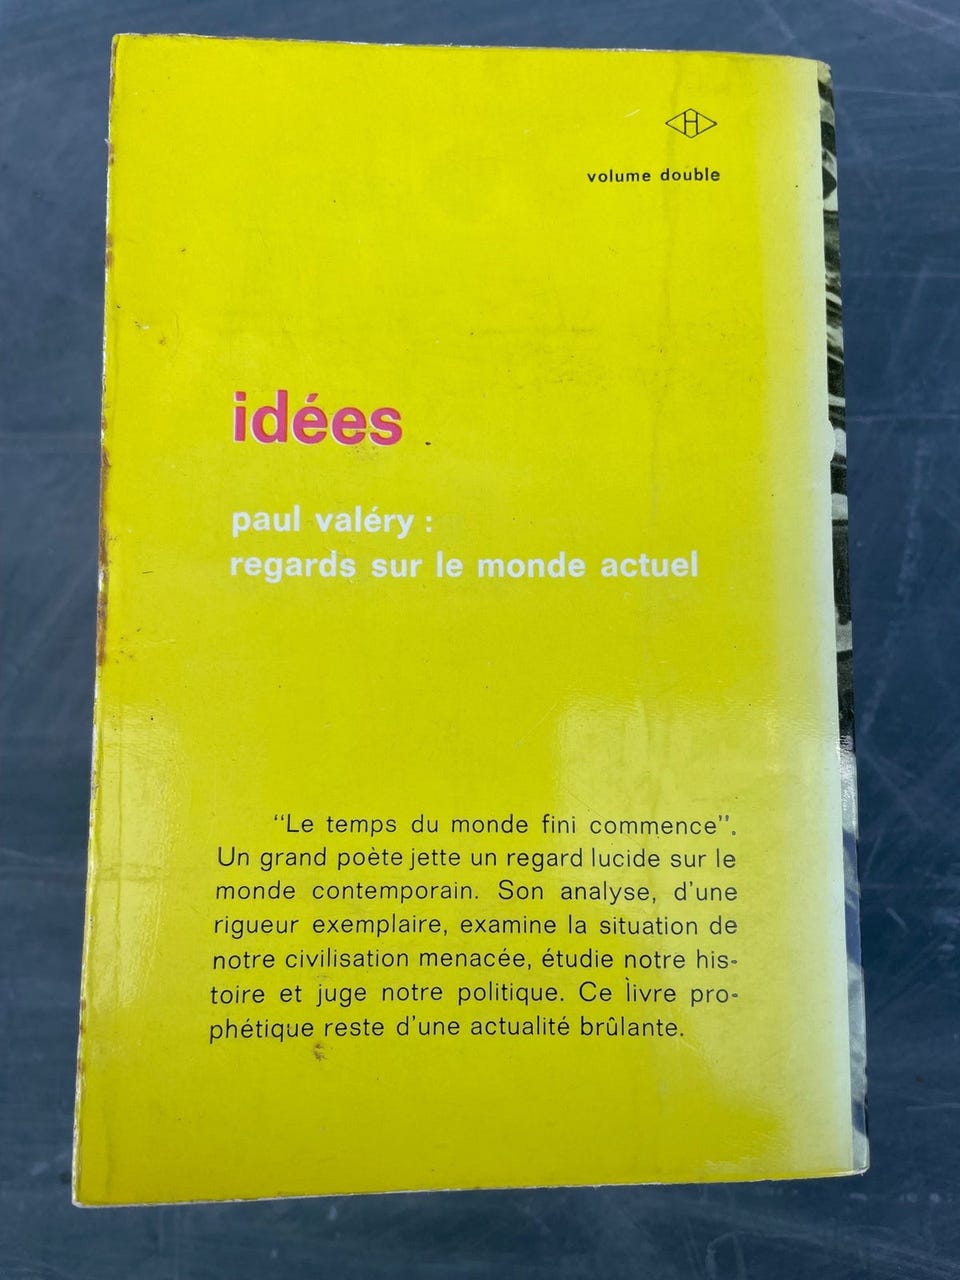 H
volume double
idées
paul valéry :
regards sur le monde actuel
“Le temps du monde fini commence”.
Un grand poète jette un regard lucide sur le
monde contemporain. Son analyse, d’une
rigueur exemplaire, examine la situation de
notre civilisation menacée, étudie notre his-
toire et juge notre politique. Ce livre pro-
phétique reste d’une actualité brûlante.